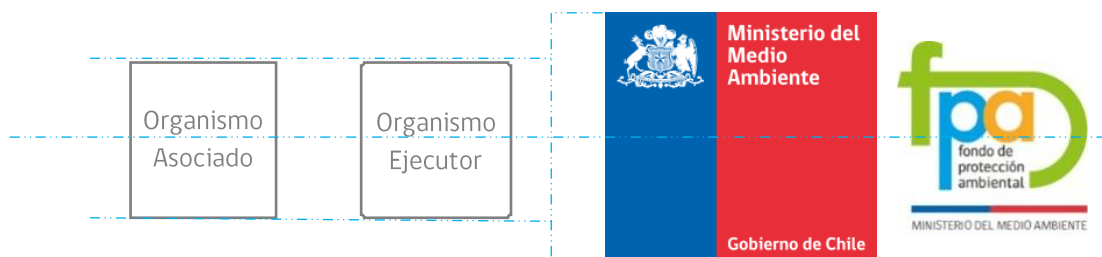 Organismo
Asociado
Organismo
Ejecutor
Ministerio del
Medio
Ambiente
Gobierno de Chile
fpa
fondo de
protección
ambiental
MINISTERIO DEL MEDIO AMBIENTE